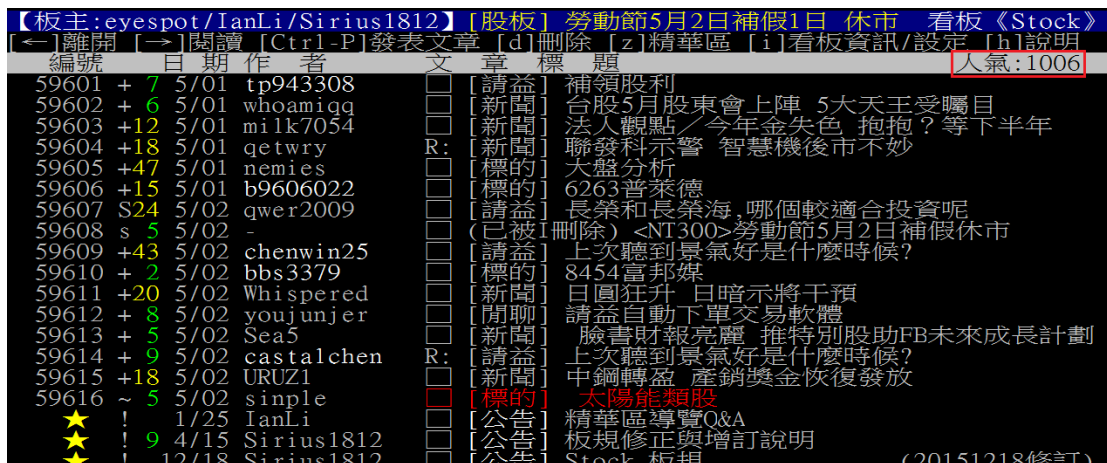 【板主:eyespot/IanLi/Sirius1812】[股板] 勞動節5月2日補假1日 休市 看板《Stock》
[←]離開 [→]閱讀 [Ctrl-P]發表文章 [d]刪除 [z]精華區 [i]看板資訊/設定 [h]說明
編號 日 期 作 者 文 章 標 題 人氣:1006
59601 + 7 5/01 tp943308 □ [請益] 補領股利
59602 + 6 5/01 whoamiqq □ [新聞] 台股5月股東會上陣 5大天王受矚目
59603 +12 5/01 milk7054 □ [新聞] 法人觀點／今年金失色 抱抱？等下半年
59604 +18 5/01 qetwry R: [新聞] 聯發科示警 智慧機後市不妙
59605 +47 5/01 nemies □ [標的] 大盤分析
59606 +15 5/01 b9606022 □ [標的] 6263普萊德
59607 S24 5/02 qwer2009 □ [請益] 長榮和長榮海,哪個較適合投資呢
59608 s 5 5/02 - □ (已被I刪除) <NT300>勞動節5月2日補假休市
59609 +43 5/02 chenwin25 □ [請益] 上次聽到景氣好是什麼時候?
59610 + 2 5/02 bbs3379 □ [標的] 8454富邦媒
59611 +20 5/02 Whispered □ [新聞] 日圓狂升 日暗示將干預
59612 + 8 5/02 youjunjer □ [閒聊] 請益自動下單交易軟體
59613 + 5 5/02 Sea5 □ [新聞] 臉書財報亮麗 推特別股助FB未來成長計劃
59614 + 9 5/02 castalchen R: [請益] 上次聽到景氣好是什麼時候?
59615 +18 5/02 URUZ1 □ [新聞] 中鋼轉盈 產銷獎金恢復發放
59616 ~ 5 5/02 sinple □ [標的] 太陽能類股
★ ! 1/25 IanLi □ [公告] 精華區導覽Q&A
★ ! 9 4/15 Sirius1812 □ [公告] 板規修正與增訂說明
★ ! 12/18 Sirius1812 □ [公告] Stock 板規 (20151218修訂)